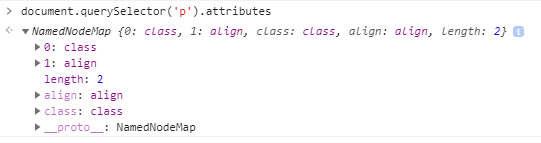 document.querySelector('p').attributes
NamedNodeMap {0: class, 1: align, class: class, align: align, length: 2} i
0: class
1: align
length: 2
align: align
class: class
__proto__: NamedNodeMap